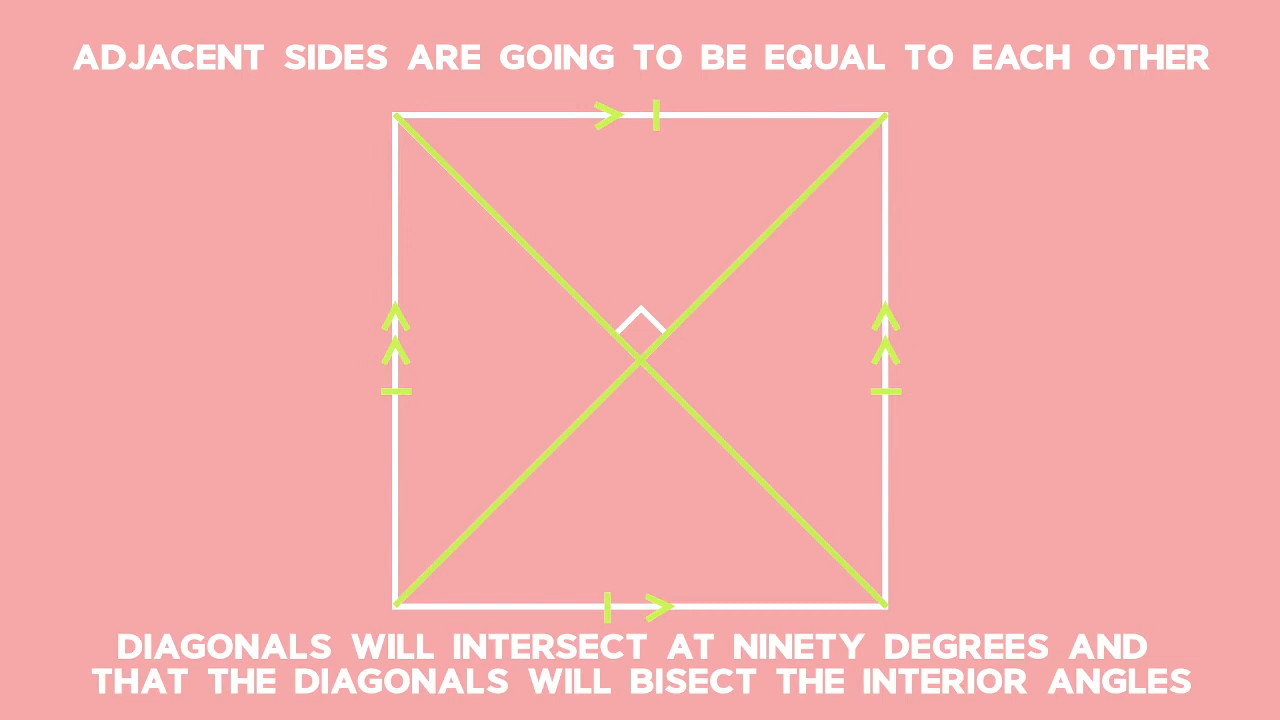 ADJACENT SIDES ARE GOING TO BE EQUAL TO EACH OTHER
DIAGONALS WILL INTERSECT AT NINETY DEGREES AND
THAT THE DIAGONALS WILL BISECT THE INTERIOR ANGLES